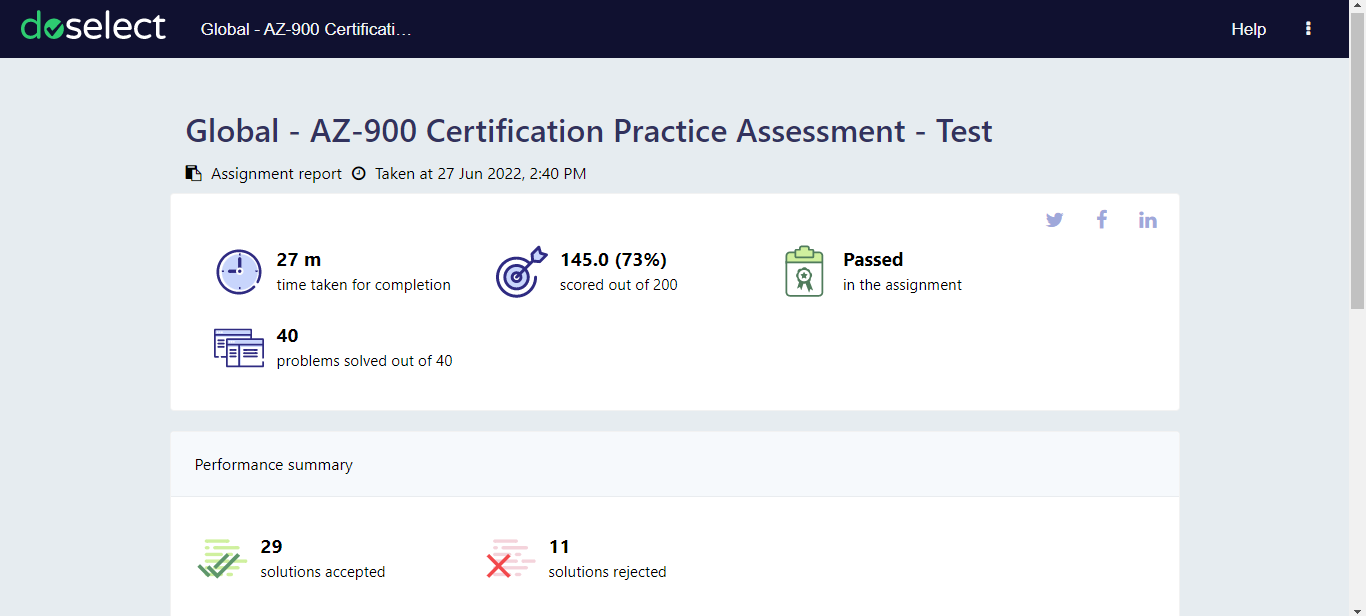 doselect
Global - AZ-900 Certificati...
Help
Global - AZ-900 Certification Practice Assessment - Test
Assignment report Taken at 27 Jun 2022, 2:40 PM
27 m
time taken for completion
145.0 (73%)
scored out of 200
Passed
in the assignment
40
problems solved out of 40
Performance summary
29
solutions accepted
11
solutions rejected